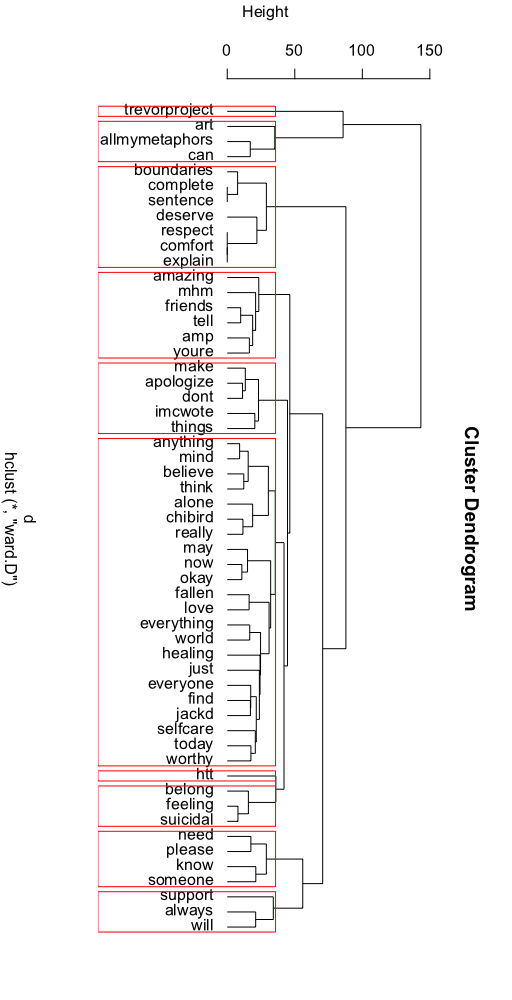 Height
0 50 100 150
trevorproject
art
allmymetaphors
can
boundaries
complete
sentence
deserve
respect
comfort
explain
amazing
mhm
friends
tell
amp
youre
make
apologize
dont
imcwote
things
anything
mind
believe
think
alone
chibird
really
may
now
okay
fallen
love
everything
world
healing
just
everyone
find
jackd
selfcare
today
worthy
htt
belong
feeling
suicidal
need
please
know
someone
support
always
will
Cluster Dendrogram
d
hclust (*, "ward.D")